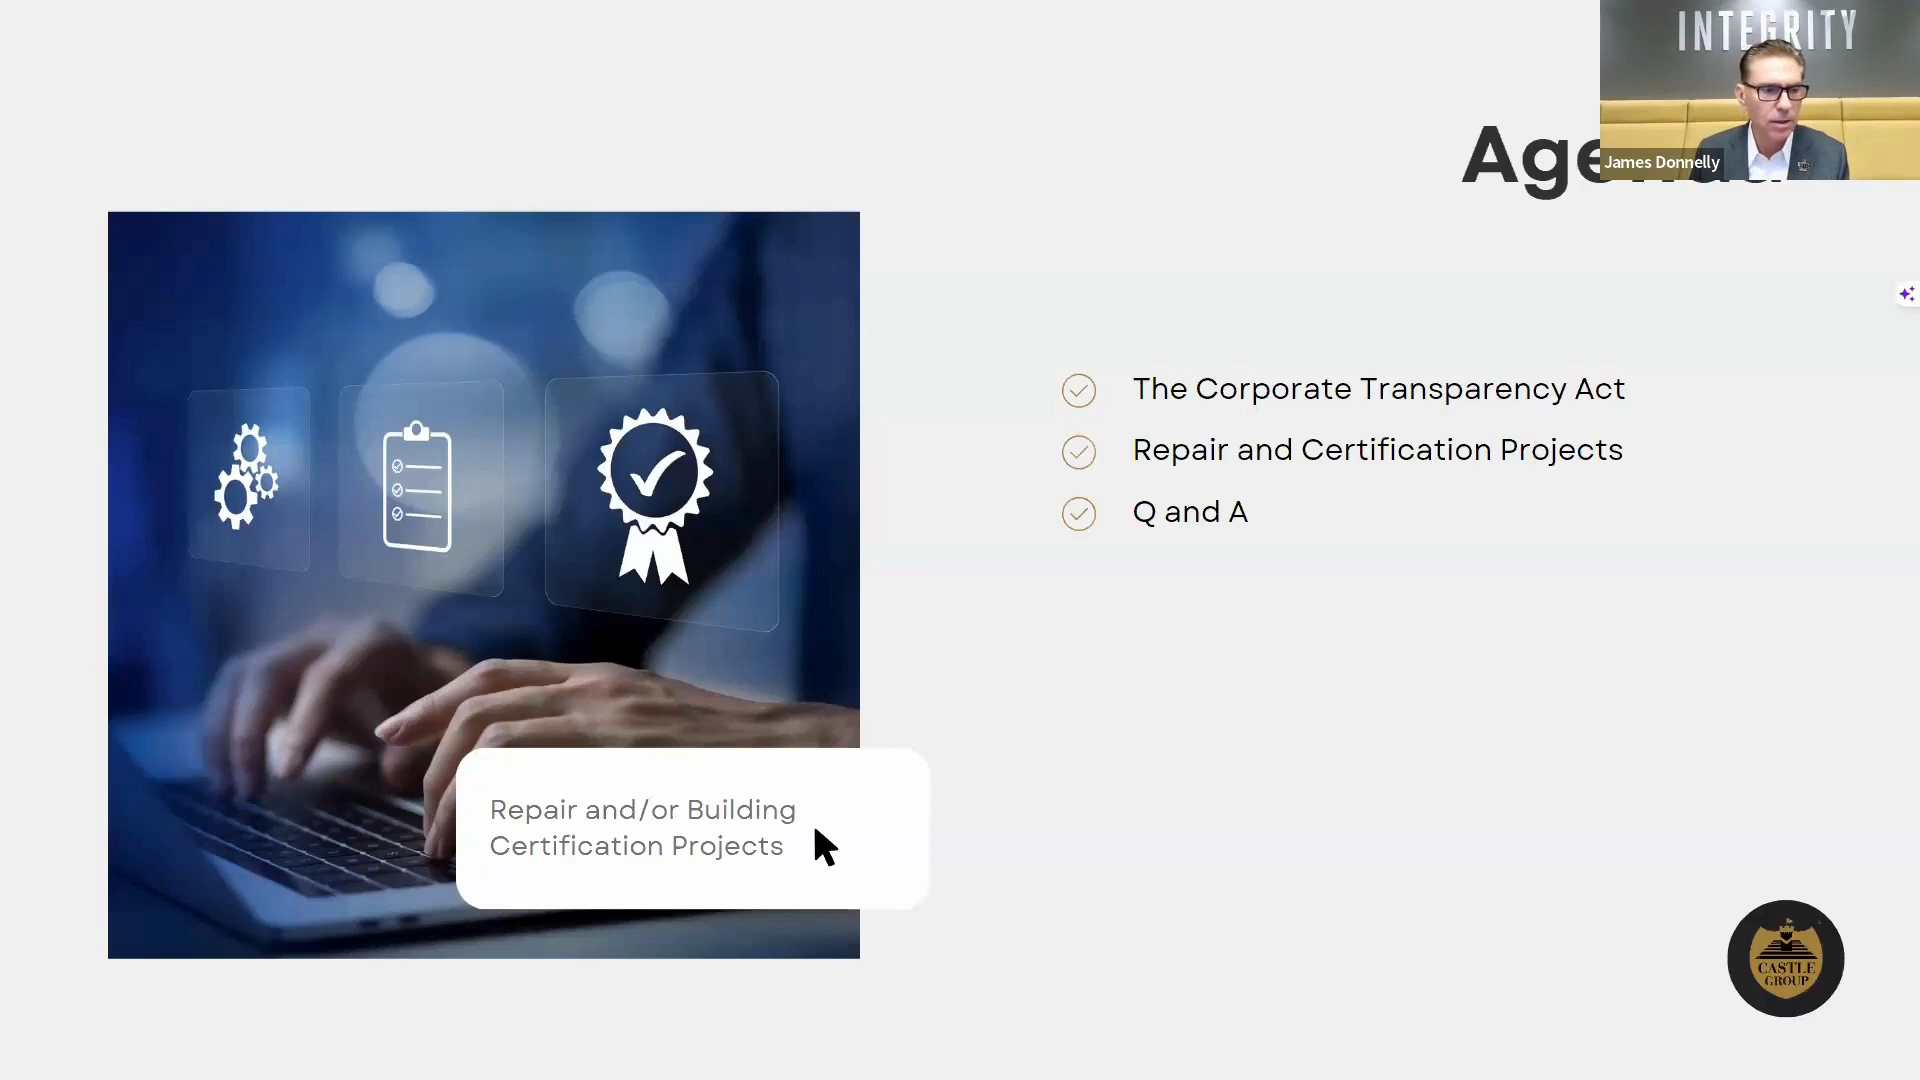 INTEGRITY
James Donnelly
The Corporate Transparency Act
Repair and Certification Projects
Q and A
Repair and/or Building
Certification Projects
CASTLE
GROUP